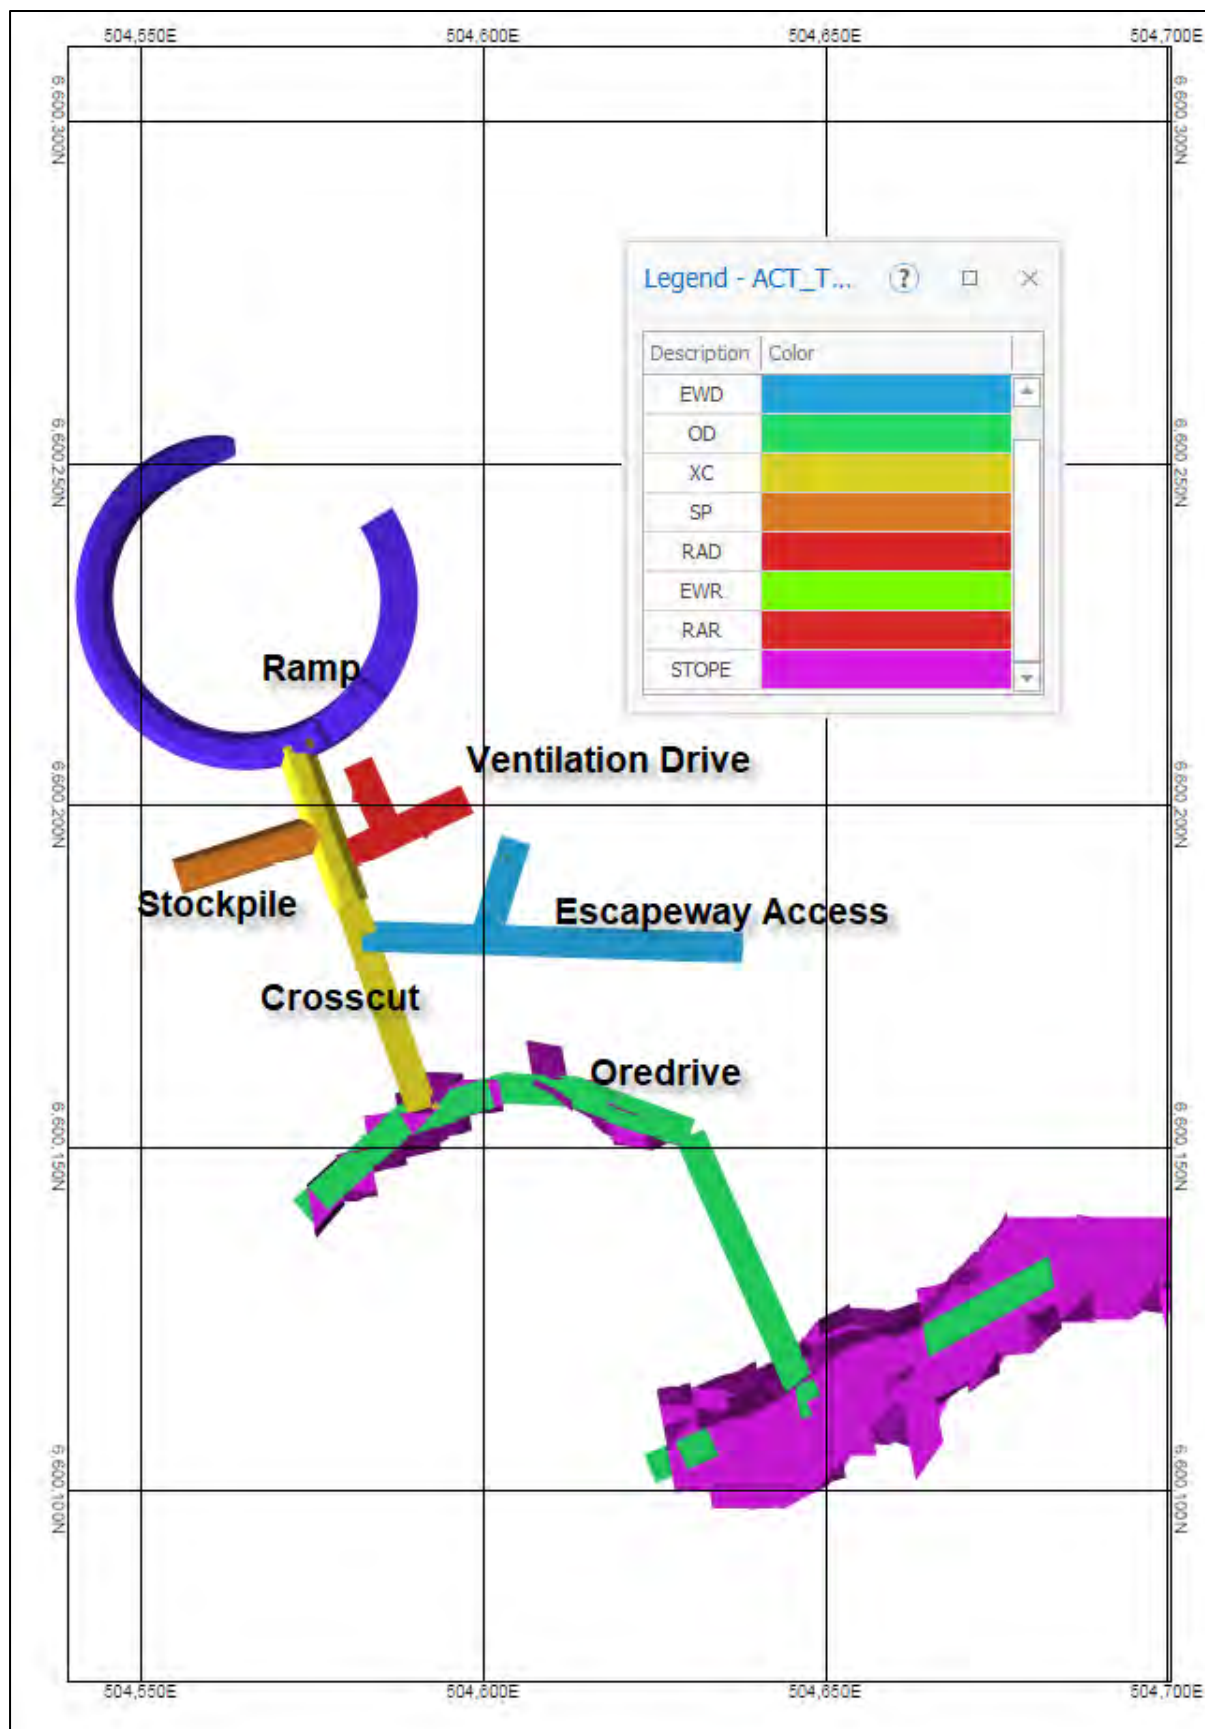 504,550E 504,600E 504,650E 504,700E
6,600,300N 6,600,300N
Legend - ACT_T... ?
Description Color
EWD
OD
XC
SP
RAD
EWR
RAR
STOPE
6,600,250N 6,600,250N
Ramp
Ventilation Drive
6,600,200N 6,600,200N
Stockpile
Escapeway Access
Crosscut
Oredrive
6,600,150N 6,600,150N
6,600,100N 6,600,100N
504,550E 504,600E 504,650E 504,700E